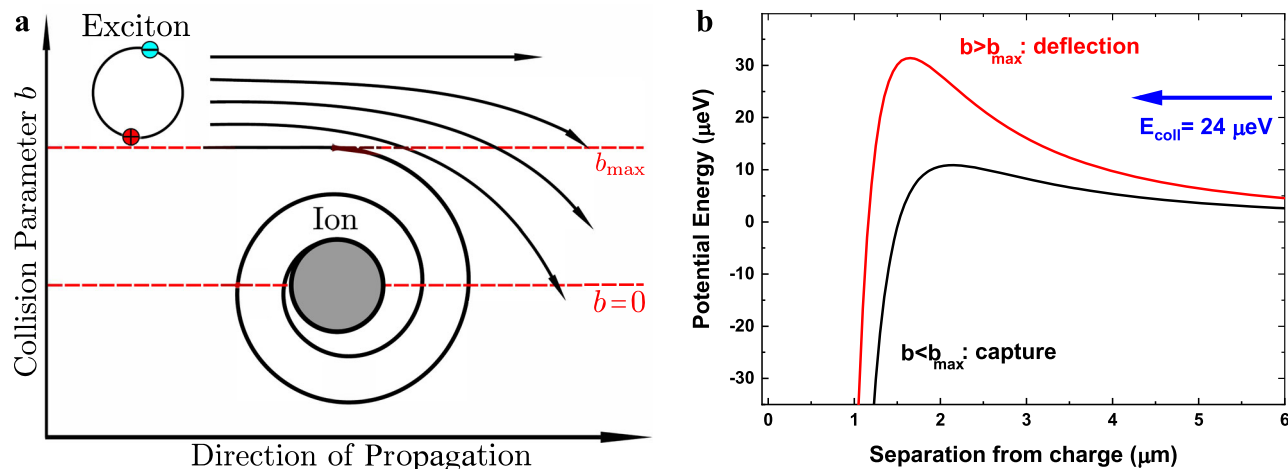 a
Exciton
−
+
Collision Parameter b
b_max
Ion
b=0
Direction of Propagation
b
b>b_max: deflection
E_coll= 24 μeV
b<b_max: capture
Potential Energy (μeV)
30
20
10
0
-10
-20
-30
0 1 2 3 4 5 6
Separation from charge (μm)